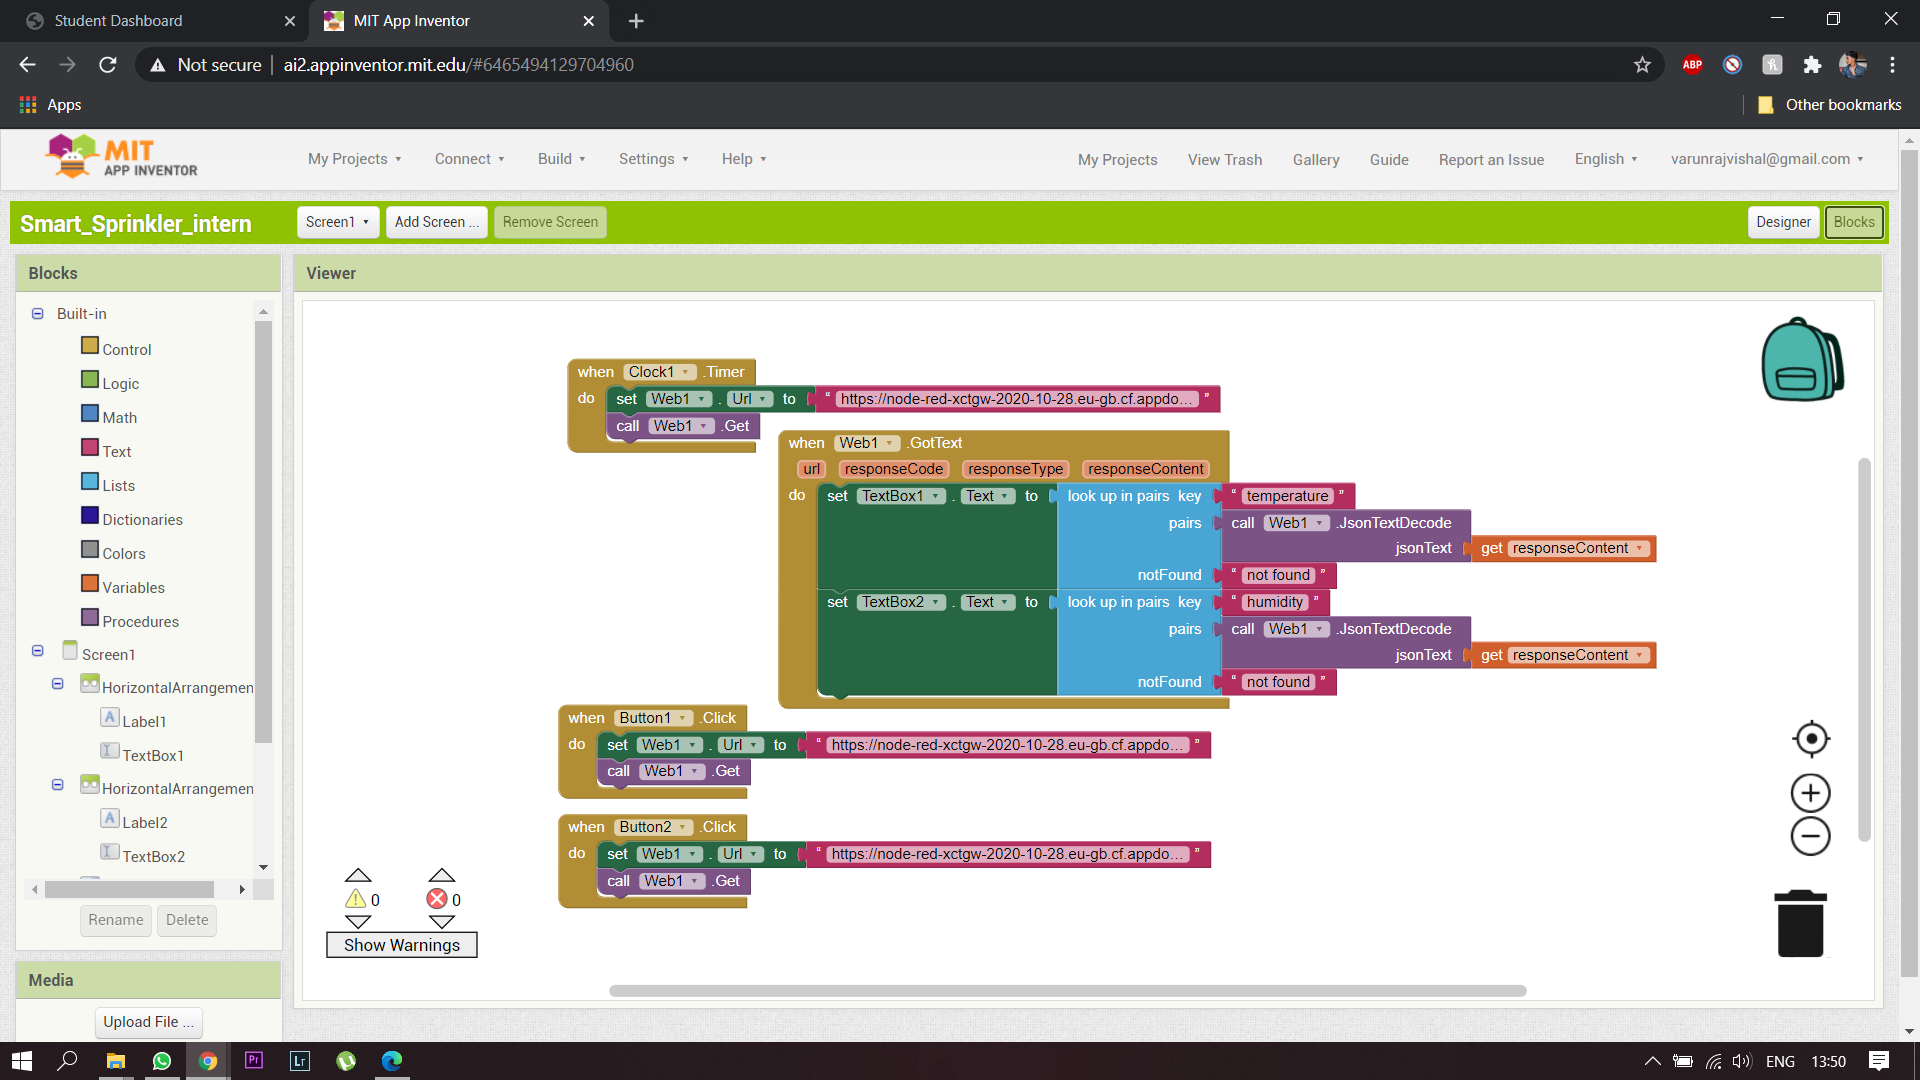 Student Dashboard
MIT App Inventor
Not secure
ai2.appinventor.mit.edu/#6465494129704960
ABP
Apps
Other bookmarks
MIT
APP INVENTOR
My Projects
Connect
Build
Settings
Help
My Projects
View Trash
Gallery
Guide
Report an Issue
English
varunrajvishal@gmail.com
Smart_Sprinkler_intern
Screen1
Add Screen ...
Remove Screen
Designer
Blocks
Blocks
Built-in
Control
Logic
Math
Text
Lists
Dictionaries
Colors
Variables
Procedures
Screen1
HorizontalArrangemen
A Label1
TextBox1
HorizontalArrangemen
A Label2
TextBox2
Rename
Delete
Media
Upload File ...
Viewer
when Clock1 .Timer
do set Web1 . Url to “ https://node-red-xctgw-2020-10-28.eu-gb.cf.appdo... ”
call Web1 .Get
when Web1 .GotText
url responseCode responseType responseContent
do set TextBox1 . Text to look up in pairs key “ temperature ”
pairs call Web1 .JsonTextDecode
jsonText get responseContent
notFound “ not found ”
set TextBox2 . Text to look up in pairs key “ humidity ”
pairs call Web1 .JsonTextDecode
jsonText get responseContent
notFound “ not found ”
when Button1 .Click
do set Web1 . Url to “ https://node-red-xctgw-2020-10-28.eu-gb.cf.appdo... ”
call Web1 .Get
when Button2 .Click
do set Web1 . Url to “ https://node-red-xctgw-2020-10-28.eu-gb.cf.appdo... ”
call Web1 .Get
0
0
Show Warnings
Pr
Lr
ENG
13:50